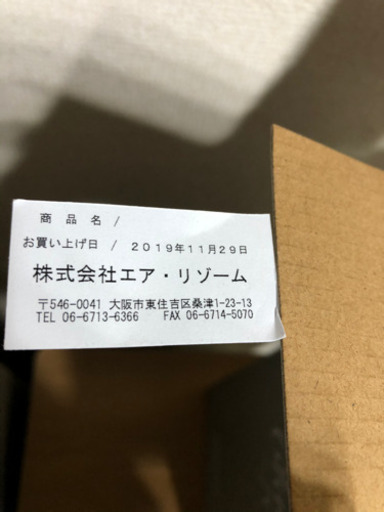 商品名/
お買い上げ日 / 2019年11月29日
株式会社エア・リゾーム
〒546-0041 大阪市東住吉区桑津1-23-13
TEL 06-6713-6366 FAX 06-6714-5070